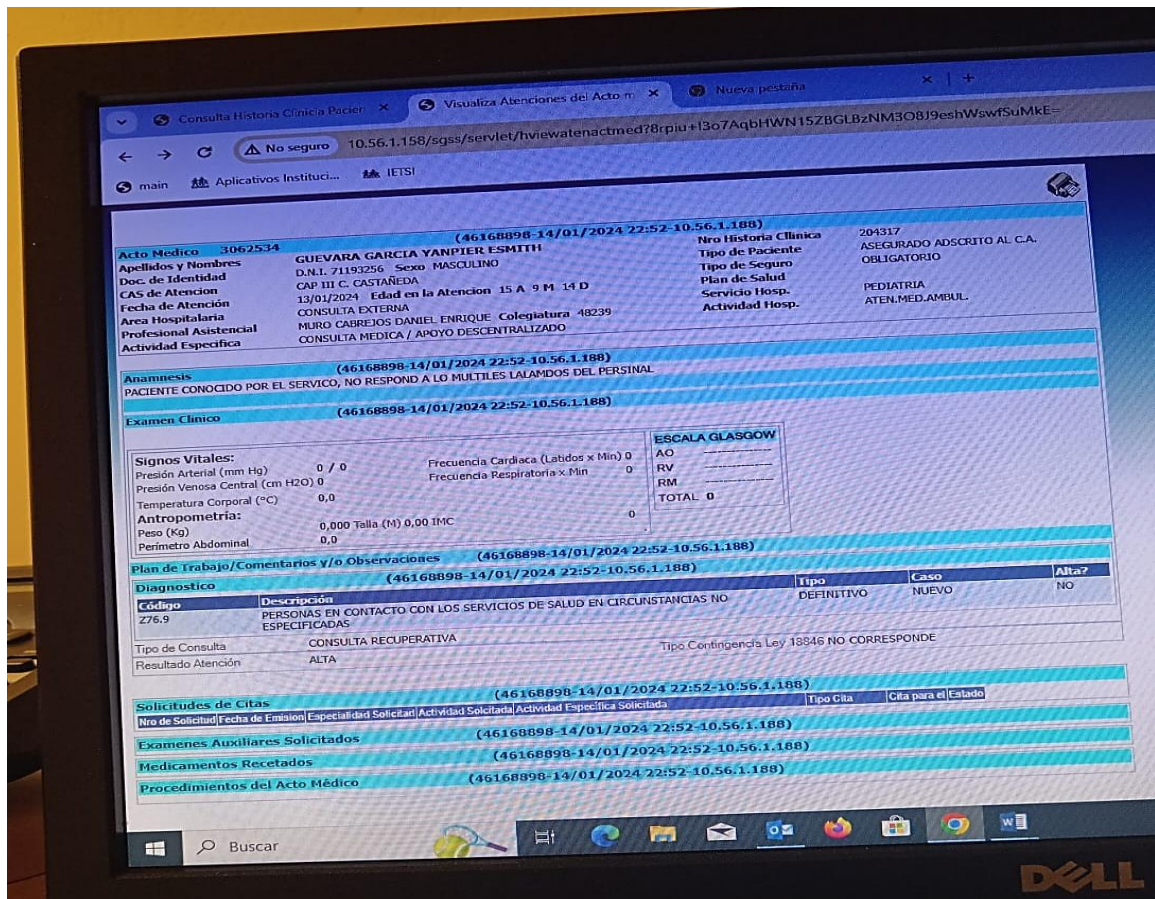 Consulta Historia Clinicia Pacier
Visualiza Atenciones del Acto m
Nueva pestaña
No seguro
10.56.1.158/sgss/servlet/hviewatenactmed?8rpiu+I3o7AqbHWN15ZBGLBzNM3O8J9eshWswfSuMkE=
main Aplicativos Instituci... IETSI
(46168898-14/01/2024 22:52-10.56.1.188)
Acto Medico 3062534
Apellidos y Nombres GUEVARA GARCIA YANPIER ESMITH Nro Historia Cllinica 204317
Doc. de Identidad D.N.I. 71193256 Sexo MASCULINO Tipo de Paciente ASEGURADO ADSCRITO AL C.A.
CAS de Atencion CAP III C. CASTAÑEDA Tipo de Seguro OBLIGATORIO
Fecha de Atención 13/01/2024 Edad en la Atencion 15 A 9 M 14 D Plan de Salud
Area Hospitalaria CONSULTA EXTERNA Servicio Hosp. PEDIATRIA
Profesional Asistencial MURO CABREJOS DANIEL ENRIQUE Colegiatura 48239 Actividad Hosp. ATEN.MED.AMBUL.
Actividad Especifica CONSULTA MEDICA / APOYO DESCENTRALIZADO
Anamnesis (46168898-14/01/2024 22:52-10.56.1.188)
PACIENTE CONOCIDO POR EL SERVICO, NO RESPOND A LO MULTILES LALAMDOS DEL PERSINAL
Examen Clinico (46168898-14/01/2024 22:52-10.56.1.188)
Signos Vitales:
Presión Arterial (mm Hg) 0 / 0 Frecuencia Cardiaca (Latidos x Min) 0
Presión Venosa Central (cm H2O) 0 Frecuencia Respiratoria x Min 0
Temperatura Corporal (°C) 0,0
Antropometría:
Peso (Kg) 0,000 Talla (M) 0,00 IMC 0
Perímetro Abdominal 0,0 .
ESCALA GLASGOW
AO ----------------
RV ----------------
RM ----------------
TOTAL 0
Plan de Trabajo/Comentarios y/o Observaciones (46168898-14/01/2024 22:52-10.56.1.188)
Diagnostico (46168898-14/01/2024 22:52-10.56.1.188)
Código Descripción Tipo Caso Alta?
Z76.9 PERSONAS EN CONTACTO CON LOS SERVICIOS DE SALUD EN CIRCUNSTANCIAS NO DEFINITIVO NUEVO NO
ESPECIFICADAS
Tipo de Consulta CONSULTA RECUPERATIVA Tipo Contingencia Ley 18846 NO CORRESPONDE
Resultado Atención ALTA
Solicitudes de Citas (46168898-14/01/2024 22:52-10.56.1.188)
Nro de Solicitud Fecha de Emision Especialidad Solicitad Actividad Solcitada Actividad Especifica Solicitada Tipo Cita Cita para el Estado
Examenes Auxiliares Solicitados (46168898-14/01/2024 22:52-10.56.1.188)
Medicamentos Recetados (46168898-14/01/2024 22:52-10.56.1.188)
Procedimientos del Acto Médico (46168898-14/01/2024 22:52-10.56.1.188)
Buscar
DELL